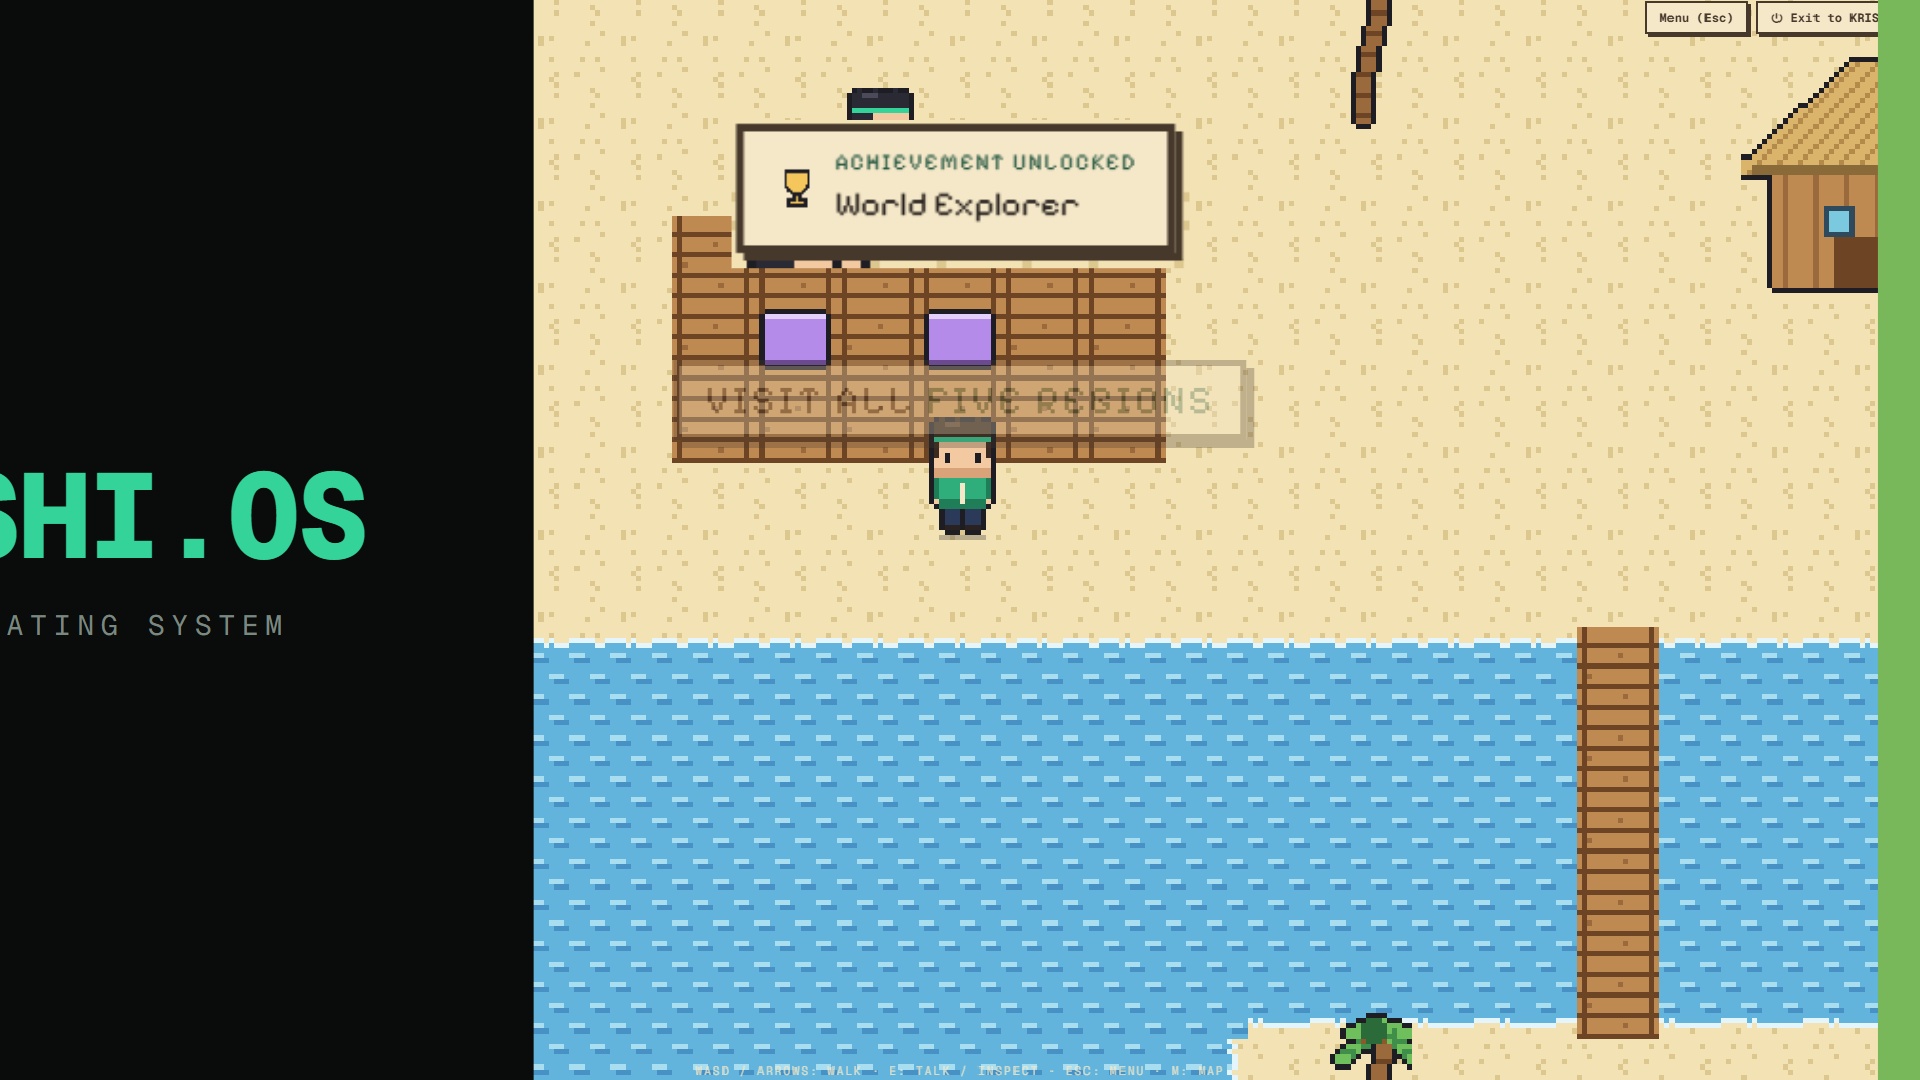 Menu (Esc)
Exit to KRIS
ACHIEVEMENT UNLOCKED
World Explorer
VISIT ALL FIVE REGIONS
SHI.OS
ATING SYSTEM
WASD / ARROWS: WALK · E: TALK / INSPECT · ESC: MENU · M: MAP